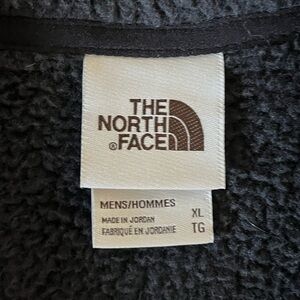 THE
NORTH
®FACE
MENS/HOMMES
MADE IN JORDAN XL
FABRIQUÉ EN JORDANIE TG